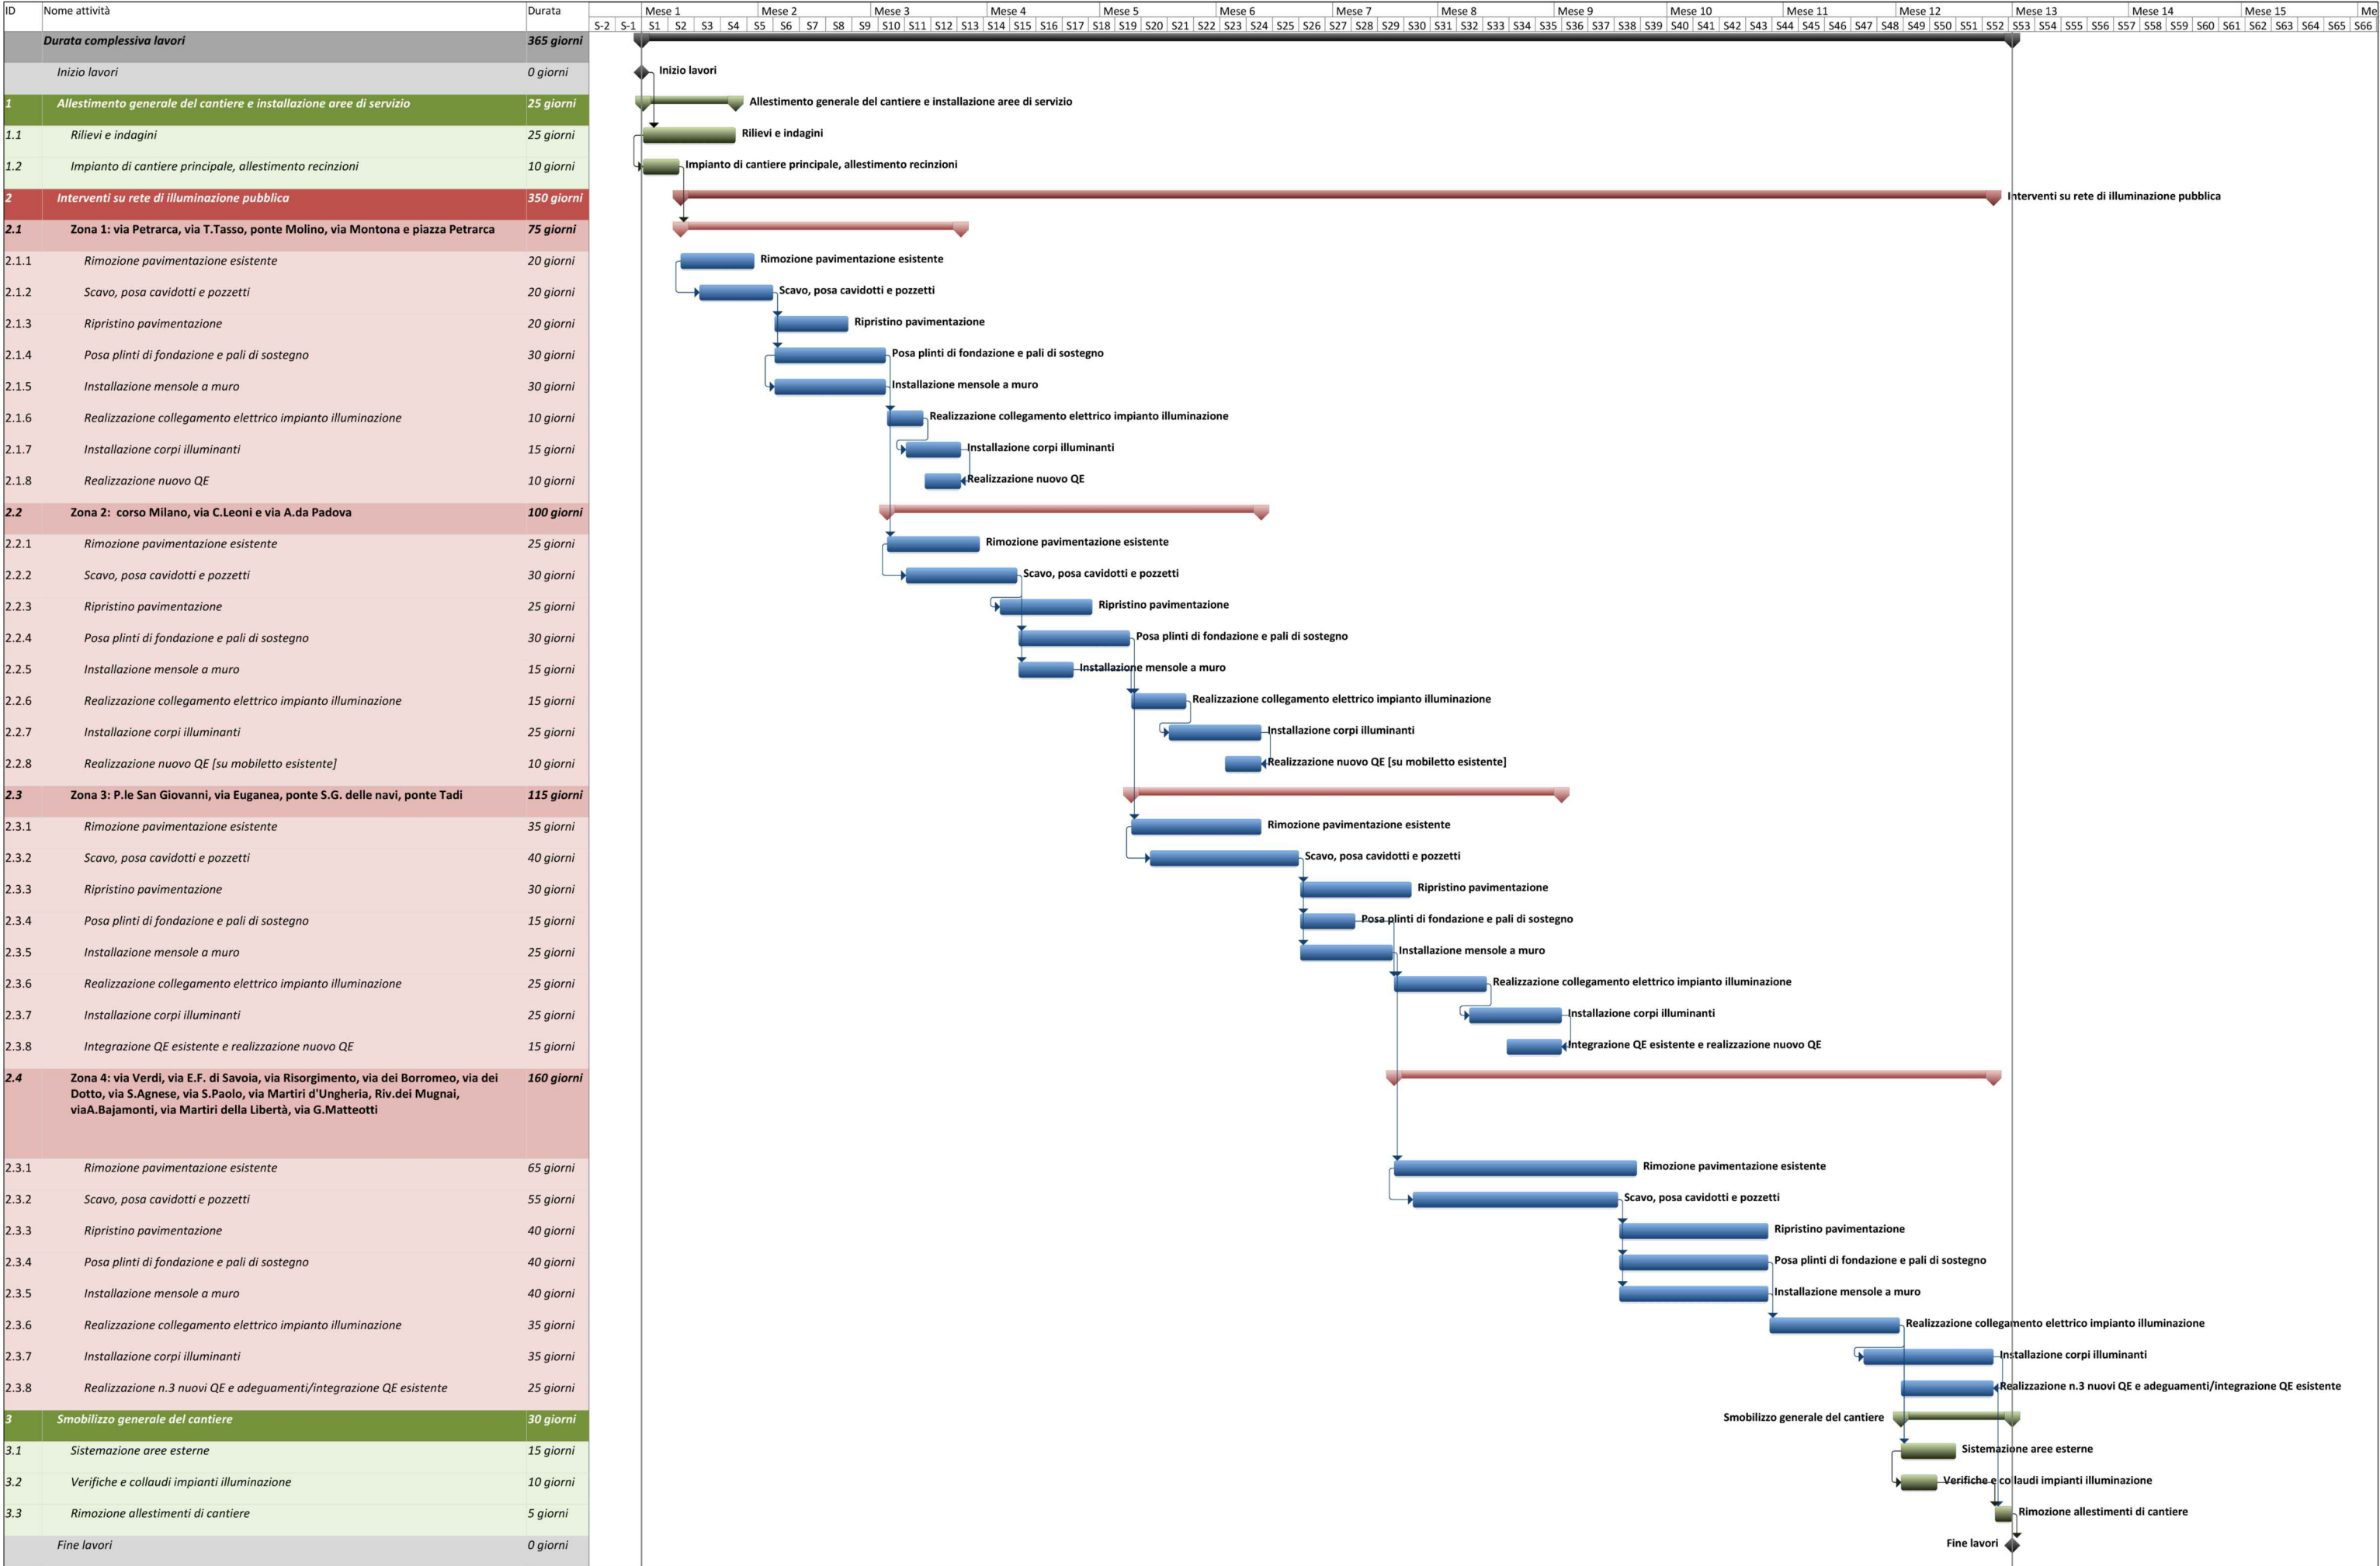 ID Nome attività Durata Mese 1 Mese 2 Mese 3 Mese 4 Mese 5 Mese 6 Mese 7 Mese 8 Mese 9 Mese 10 Mese 11 Mese 12 Mese 13 Mese 14 Mese 15 Me
S-2 S-1 S1 S2 S3 S4 S5 S6 S7 S8 S9 S10 S11 S12 S13 S14 S15 S16 S17 S18 S19 S20 S21 S22 S23 S24 S25 S26 S27 S28 S29 S30 S31 S32 S33 S34 S35 S36 S37 S38 S39 S40 S41 S42 S43 S44 S45 S46 S47 S48 S49 S50 S51 S52 S53 S54 S55 S56 S57 S58 S59 S60 S61 S62 S63 S64 S65 S66
Durata complessiva lavori 365 giorni
Inizio lavori 0 giorni Inizio lavori
1 Allestimento generale del cantiere e installazione aree di servizio 25 giorni Allestimento generale del cantiere e installazione aree di servizio
1.1 Rilievi e indagini 25 giorni Rilievi e indagini
1.2 Impianto di cantiere principale, allestimento recinzioni 10 giorni Impianto di cantiere principale, allestimento recinzioni
2 Interventi su rete di illuminazione pubblica 350 giorni Interventi su rete di illuminazione pubblica
2.1 Zona 1: via Petrarca, via T.Tasso, ponte Molino, via Montona e piazza Petrarca 75 giorni
2.1.1 Rimozione pavimentazione esistente 20 giorni Rimozione pavimentazione esistente
2.1.2 Scavo, posa cavidotti e pozzetti 20 giorni Scavo, posa cavidotti e pozzetti
2.1.3 Ripristino pavimentazione 20 giorni Ripristino pavimentazione
2.1.4 Posa plinti di fondazione e pali di sostegno 30 giorni Posa plinti di fondazione e pali di sostegno
2.1.5 Installazione mensole a muro 30 giorni Installazione mensole a muro
2.1.6 Realizzazione collegamento elettrico impianto illuminazione 10 giorni Realizzazione collegamento elettrico impianto illuminazione
2.1.7 Installazione corpi illuminanti 15 giorni Installazione corpi illuminanti
2.1.8 Realizzazione nuovo QE 10 giorni Realizzazione nuovo QE
2.2 Zona 2: corso Milano, via C.Leoni e via A.da Padova 100 giorni
2.2.1 Rimozione pavimentazione esistente 25 giorni Rimozione pavimentazione esistente
2.2.2 Scavo, posa cavidotti e pozzetti 30 giorni Scavo, posa cavidotti e pozzetti
2.2.3 Ripristino pavimentazione 25 giorni Ripristino pavimentazione
2.2.4 Posa plinti di fondazione e pali di sostegno 30 giorni Posa plinti di fondazione e pali di sostegno
2.2.5 Installazione mensole a muro 15 giorni Installazione mensole a muro
2.2.6 Realizzazione collegamento elettrico impianto illuminazione 15 giorni Realizzazione collegamento elettrico impianto illuminazione
2.2.7 Installazione corpi illuminanti 25 giorni Installazione corpi illuminanti
2.2.8 Realizzazione nuovo QE [su mobiletto esistente] 10 giorni Realizzazione nuovo QE [su mobiletto esistente]
2.3 Zona 3: P.le San Giovanni, via Euganea, ponte S.G. delle navi, ponte Tadi 115 giorni
2.3.1 Rimozione pavimentazione esistente 35 giorni Rimozione pavimentazione esistente
2.3.2 Scavo, posa cavidotti e pozzetti 40 giorni Scavo, posa cavidotti e pozzetti
2.3.3 Ripristino pavimentazione 30 giorni Ripristino pavimentazione
2.3.4 Posa plinti di fondazione e pali di sostegno 15 giorni Posa plinti di fondazione e pali di sostegno
2.3.5 Installazione mensole a muro 25 giorni Installazione mensole a muro
2.3.6 Realizzazione collegamento elettrico impianto illuminazione 25 giorni Realizzazione collegamento elettrico impianto illuminazione
2.3.7 Installazione corpi illuminanti 25 giorni Installazione corpi illuminanti
2.3.8 Integrazione QE esistente e realizzazione nuovo QE 15 giorni Integrazione QE esistente e realizzazione nuovo QE
2.4 Zona 4: via Verdi, via E.F. di Savoia, via Risorgimento, via dei Borromeo, via dei 160 giorni
Dotto, via S.Agnese, via S.Paolo, via Martiri d'Ungheria, Riv.dei Mugnai,
viaA.Bajamonti, via Martiri della Libertà, via G.Matteotti
2.3.1 Rimozione pavimentazione esistente 65 giorni Rimozione pavimentazione esistente
2.3.2 Scavo, posa cavidotti e pozzetti 55 giorni Scavo, posa cavidotti e pozzetti
2.3.3 Ripristino pavimentazione 40 giorni Ripristino pavimentazione
2.3.4 Posa plinti di fondazione e pali di sostegno 40 giorni Posa plinti di fondazione e pali di sostegno
2.3.5 Installazione mensole a muro 40 giorni Installazione mensole a muro
2.3.6 Realizzazione collegamento elettrico impianto illuminazione 35 giorni Realizzazione collegamento elettrico impianto illuminazione
2.3.7 Installazione corpi illuminanti 35 giorni Installazione corpi illuminanti
2.3.8 Realizzazione n.3 nuovi QE e adeguamenti/integrazione QE esistente 25 giorni Realizzazione n.3 nuovi QE e adeguamenti/integrazione QE esistente
3 Smobilizzo generale del cantiere 30 giorni Smobilizzo generale del cantiere
3.1 Sistemazione aree esterne 15 giorni Sistemazione aree esterne
3.2 Verifiche e collaudi impianti illuminazione 10 giorni Verifiche e collaudi impianti illuminazione
3.3 Rimozione allestimenti di cantiere 5 giorni Rimozione allestimenti di cantiere
Fine lavori 0 giorni Fine lavori